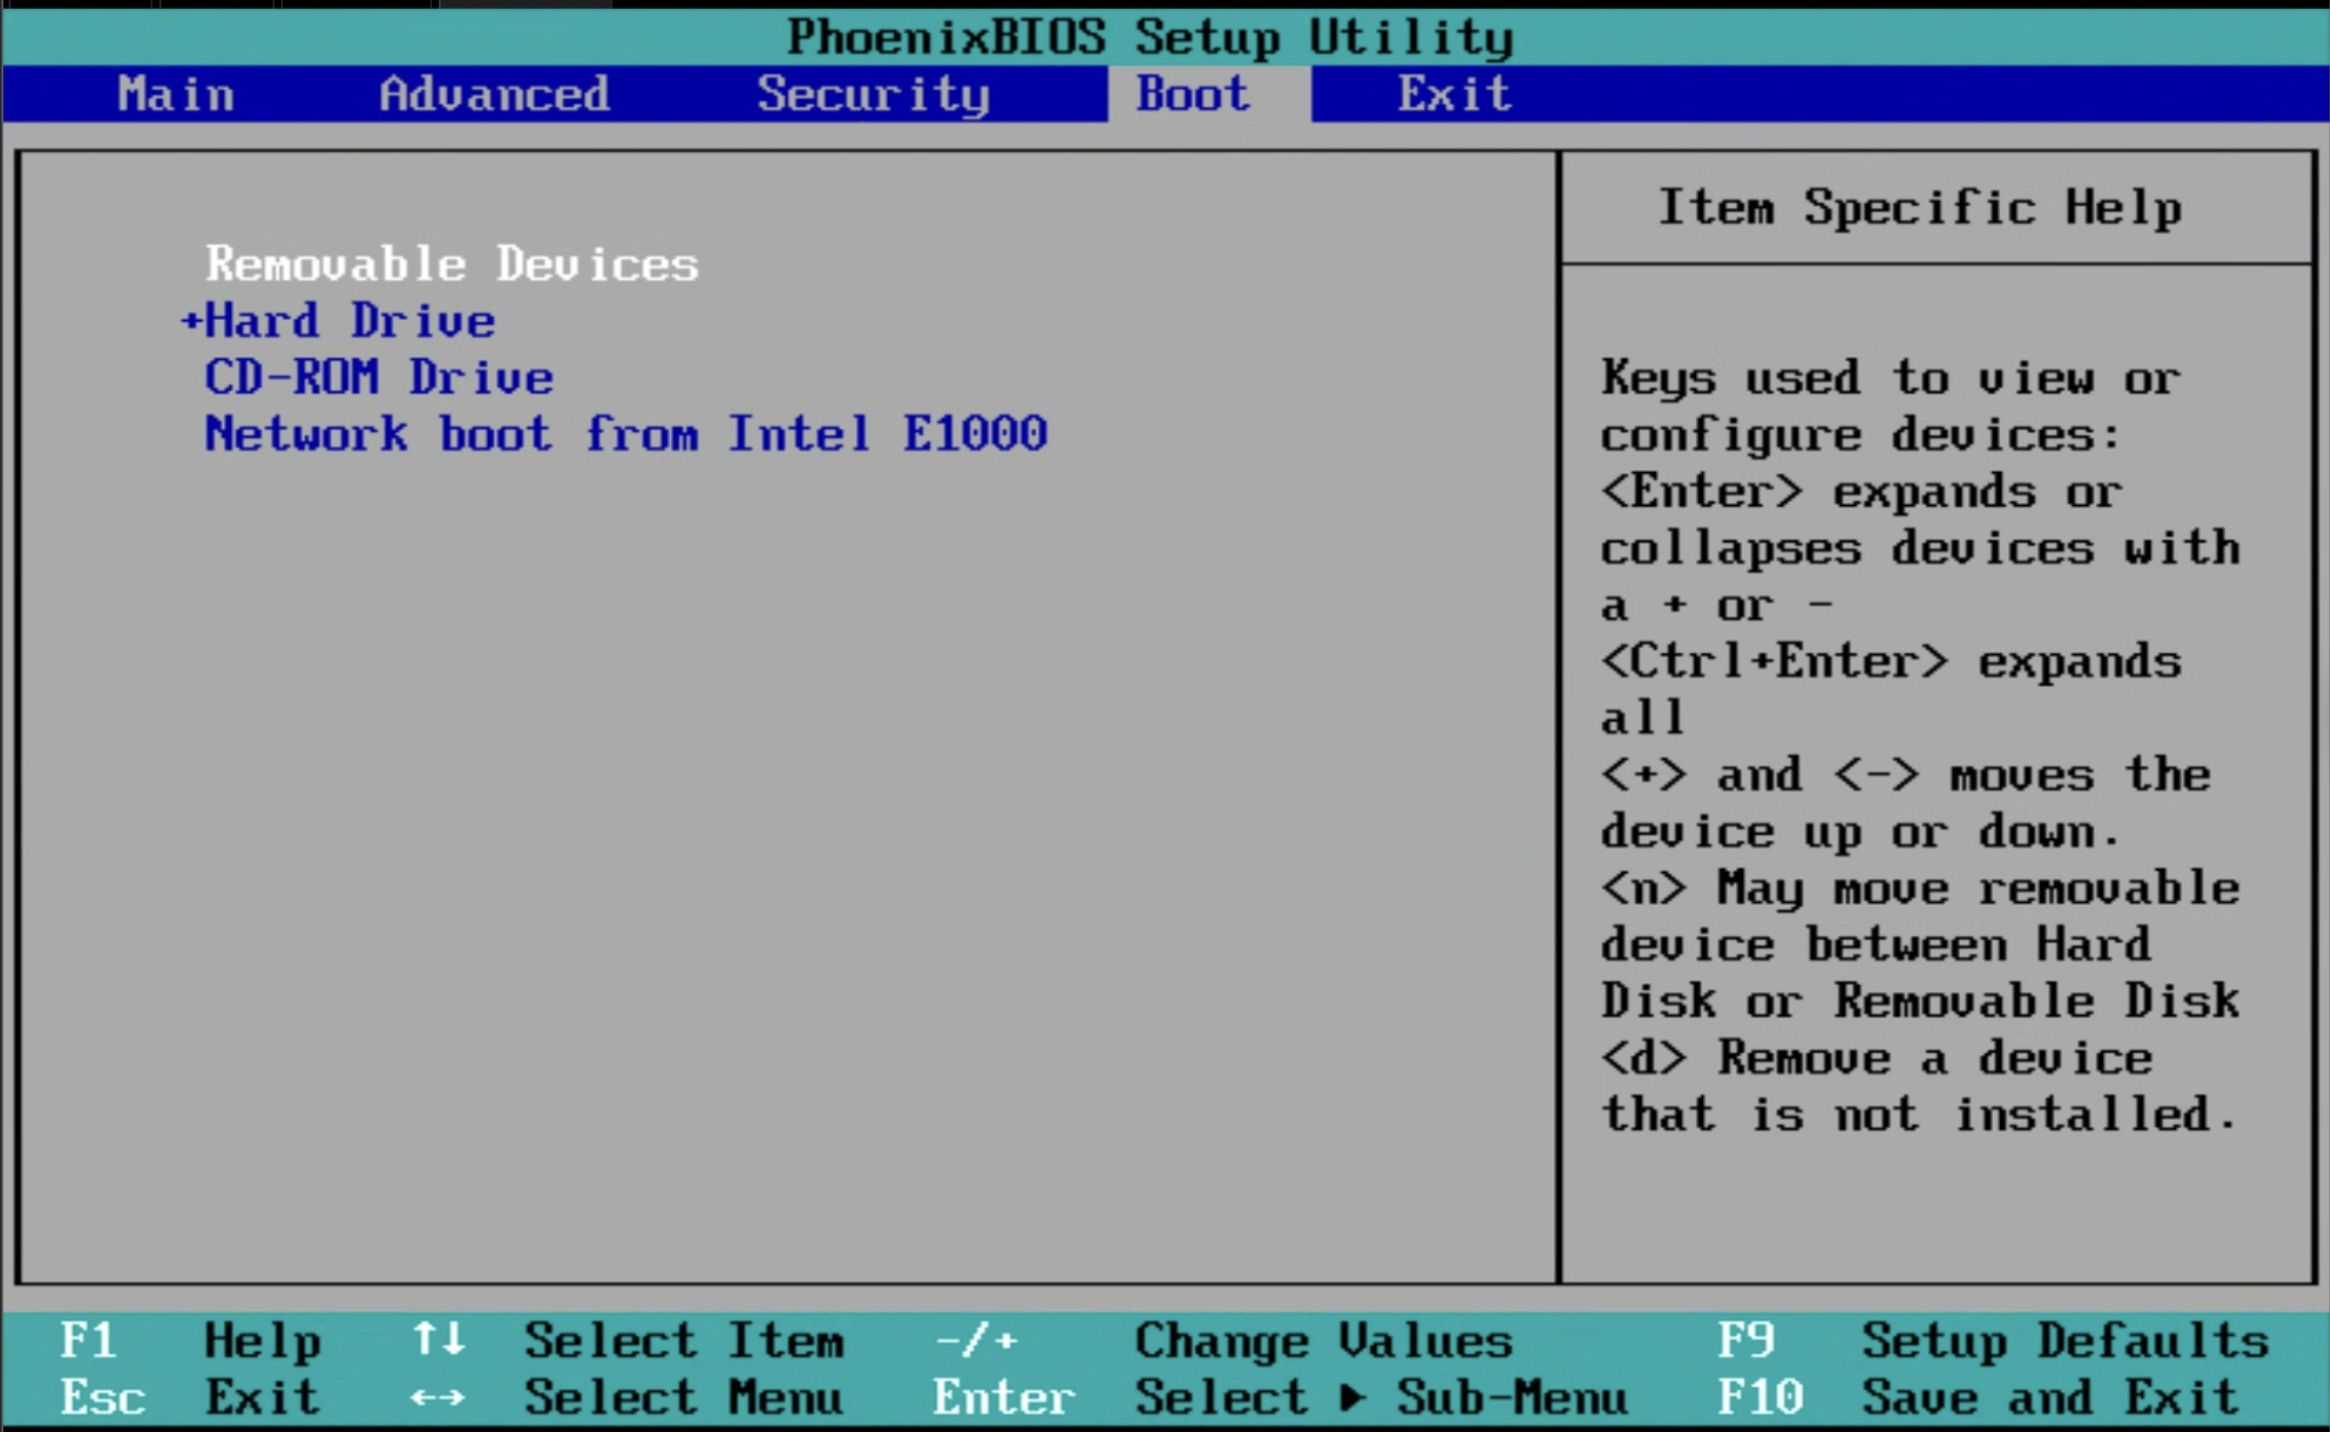 PhoenixBIOS Setup Utility
Main Advanced Security Boot Exit
Removable Devices
+Hard Drive
CD-ROM Drive
Network boot from Intel E1000
Item Specific Help
Keys used to view or
configure devices:
<Enter> expands or
collapses devices with
a + or -
<Ctrl+Enter> expands
all
<+> and <-> moves the
device up or down.
<n> May move removable
device between Hard
Disk or Removable Disk
<d> Remove a device
that is not installed.
F1 Help ↑↓ Select Item -/+ Change Values F9 Setup Defaults
Esc Exit ↔ Select Menu Enter Select ▶ Sub-Menu F10 Save and Exit